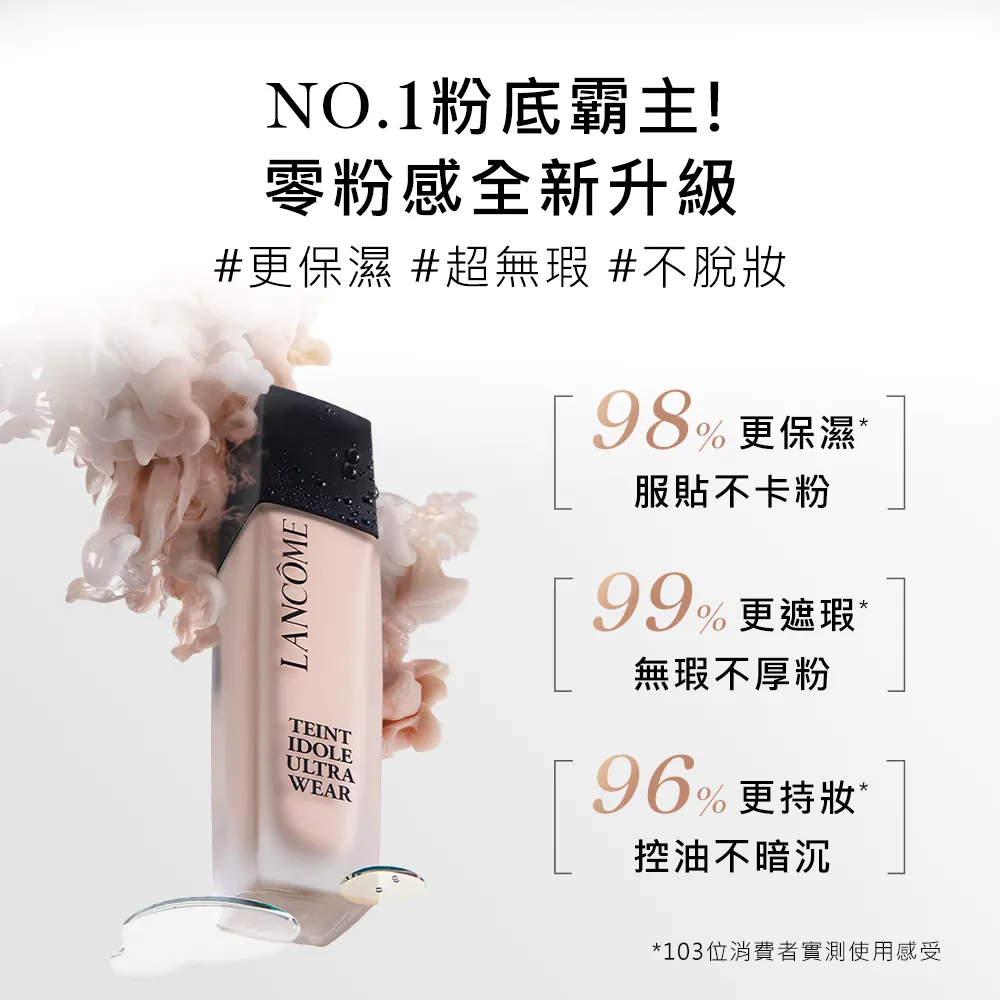 NO.1粉底霸主!
零粉感全新升級
#更保濕 #超無瑕 #不脫妝
98% 更保濕*
服貼不卡粉
99% 更遮瑕*
無瑕不厚粉
96% 更持妝*
控油不暗沉
LANCÔME
TEINT
IDOLE
ULTRA
WEAR
*103位消費者實測使用感受